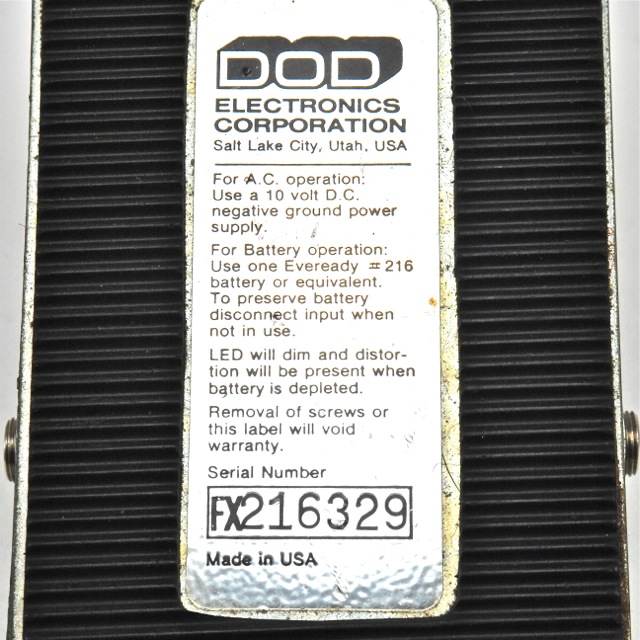 DOD
ELECTRONICS
CORPORATION
Salt Lake City, Utah, USA
For A.C. operation:
Use a 10 volt D.C.
negative ground power
supply.
For Battery operation:
Use one Eveready #216
battery or equivalent.
To preserve battery
disconnect input when
not in use.
LED will dim and distor-
tion will be present when
battery is depleted.
Removal of screws or
this label will void
warranty.
Serial Number
FX216329
Made in USA